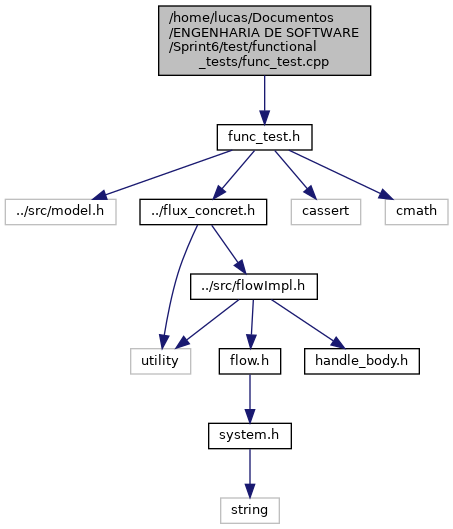 /home/lucas/Documentos
/ENGENHARIA DE SOFTWARE
/Sprint6/test/functional
_tests/func_test.cpp
func_test.h
../src/model.h
../flux_concret.h
cassert
cmath
../src/flowImpl.h
utility
flow.h
handle_body.h
system.h
string